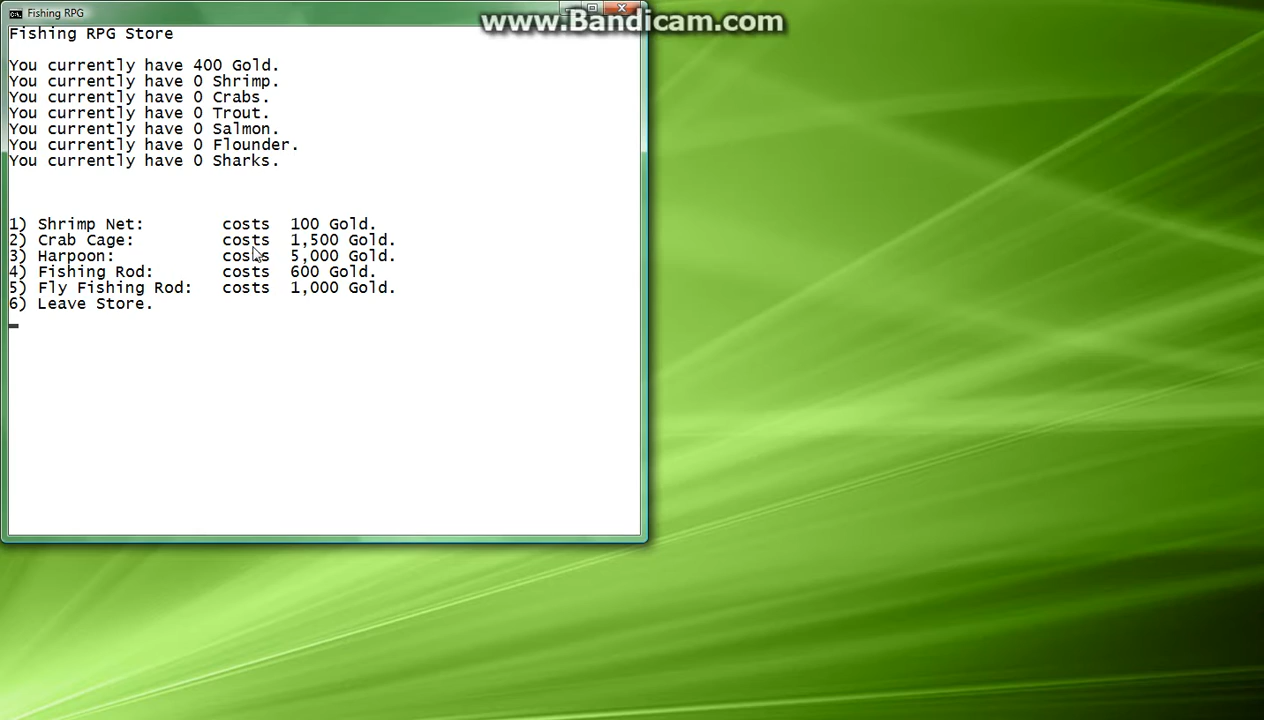 Fishing RPG
www.Bandicam.com
Fishing RPG Store
You currently have 400 Gold.
You currently have 0 Shrimp.
You currently have 0 Crabs.
You currently have 0 Trout.
You currently have 0 Salmon.
You currently have 0 Flounder.
You currently have 0 Sharks.
1) Shrimp Net: costs 100 Gold.
2) Crab Cage: costs 1,500 Gold.
3) Harpoon: costs 5,000 Gold.
4) Fishing Rod: costs 600 Gold.
5) Fly Fishing Rod: costs 1,000 Gold.
6) Leave Store.